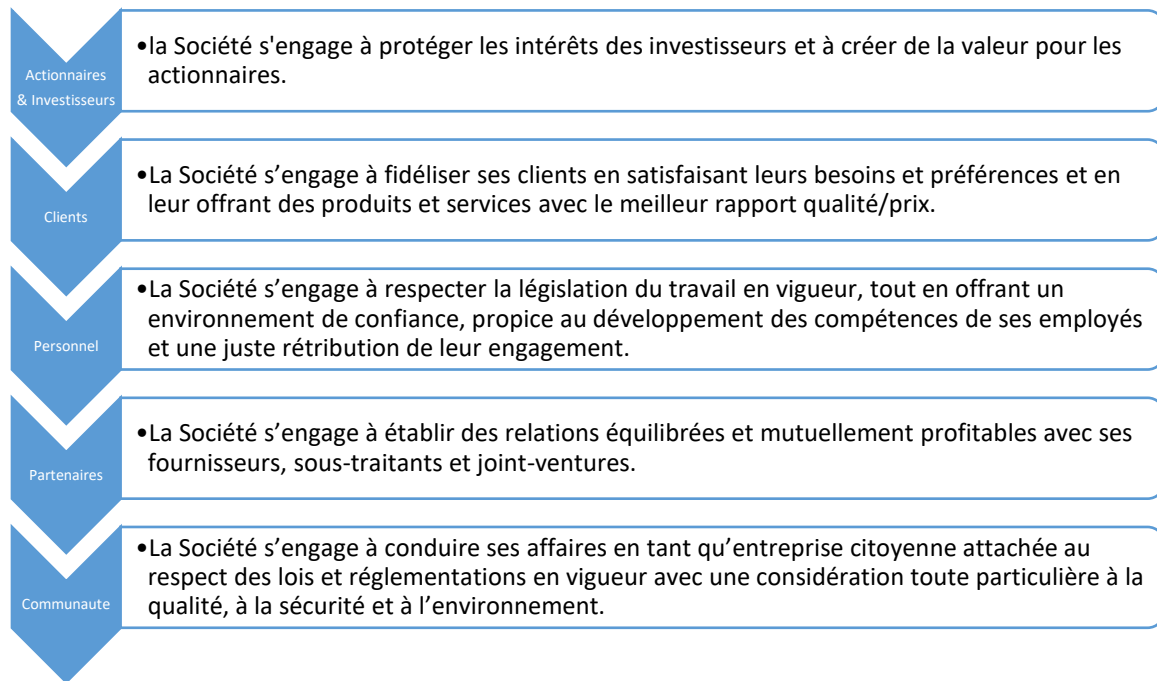 Actionnaires
& Investisseurs
•la Société s'engage à protéger les intérêts des investisseurs et à créer de la valeur pour les
actionnaires.
Clients
•La Société s’engage à fidéliser ses clients en satisfaisant leurs besoins et préférences et en
leur offrant des produits et services avec le meilleur rapport qualité/prix.
Personnel
•La Société s’engage à respecter la législation du travail en vigueur, tout en offrant un
environnement de confiance, propice au développement des compétences de ses employés
et une juste rétribution de leur engagement.
Partenaires
•La Société s’engage à établir des relations équilibrées et mutuellement profitables avec ses
fournisseurs, sous-traitants et joint-ventures.
Communaute
•La Société s’engage à conduire ses affaires en tant qu’entreprise citoyenne attachée au
respect des lois et réglementations en vigueur avec une considération toute particulière à la
qualité, à la sécurité et à l’environnement.